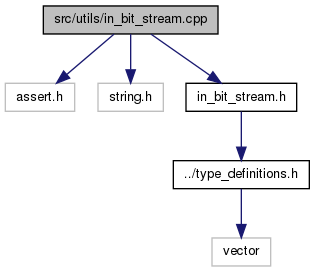 src/utils/in_bit_stream.cpp
assert.h
string.h
in_bit_stream.h
../type_definitions.h
vector